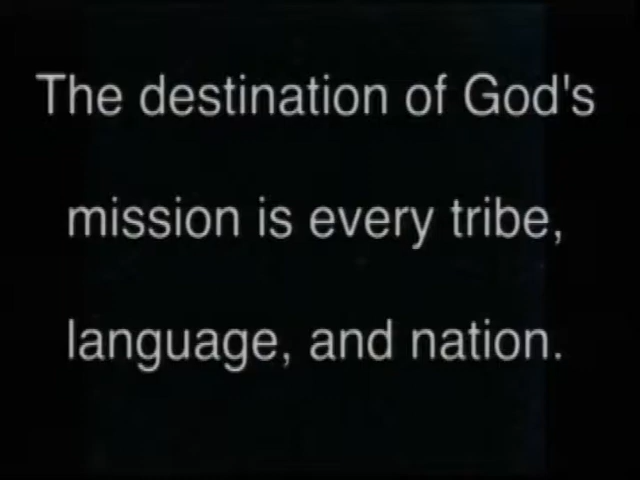 The destination of God's
mission is every tribe,
language, and nation.